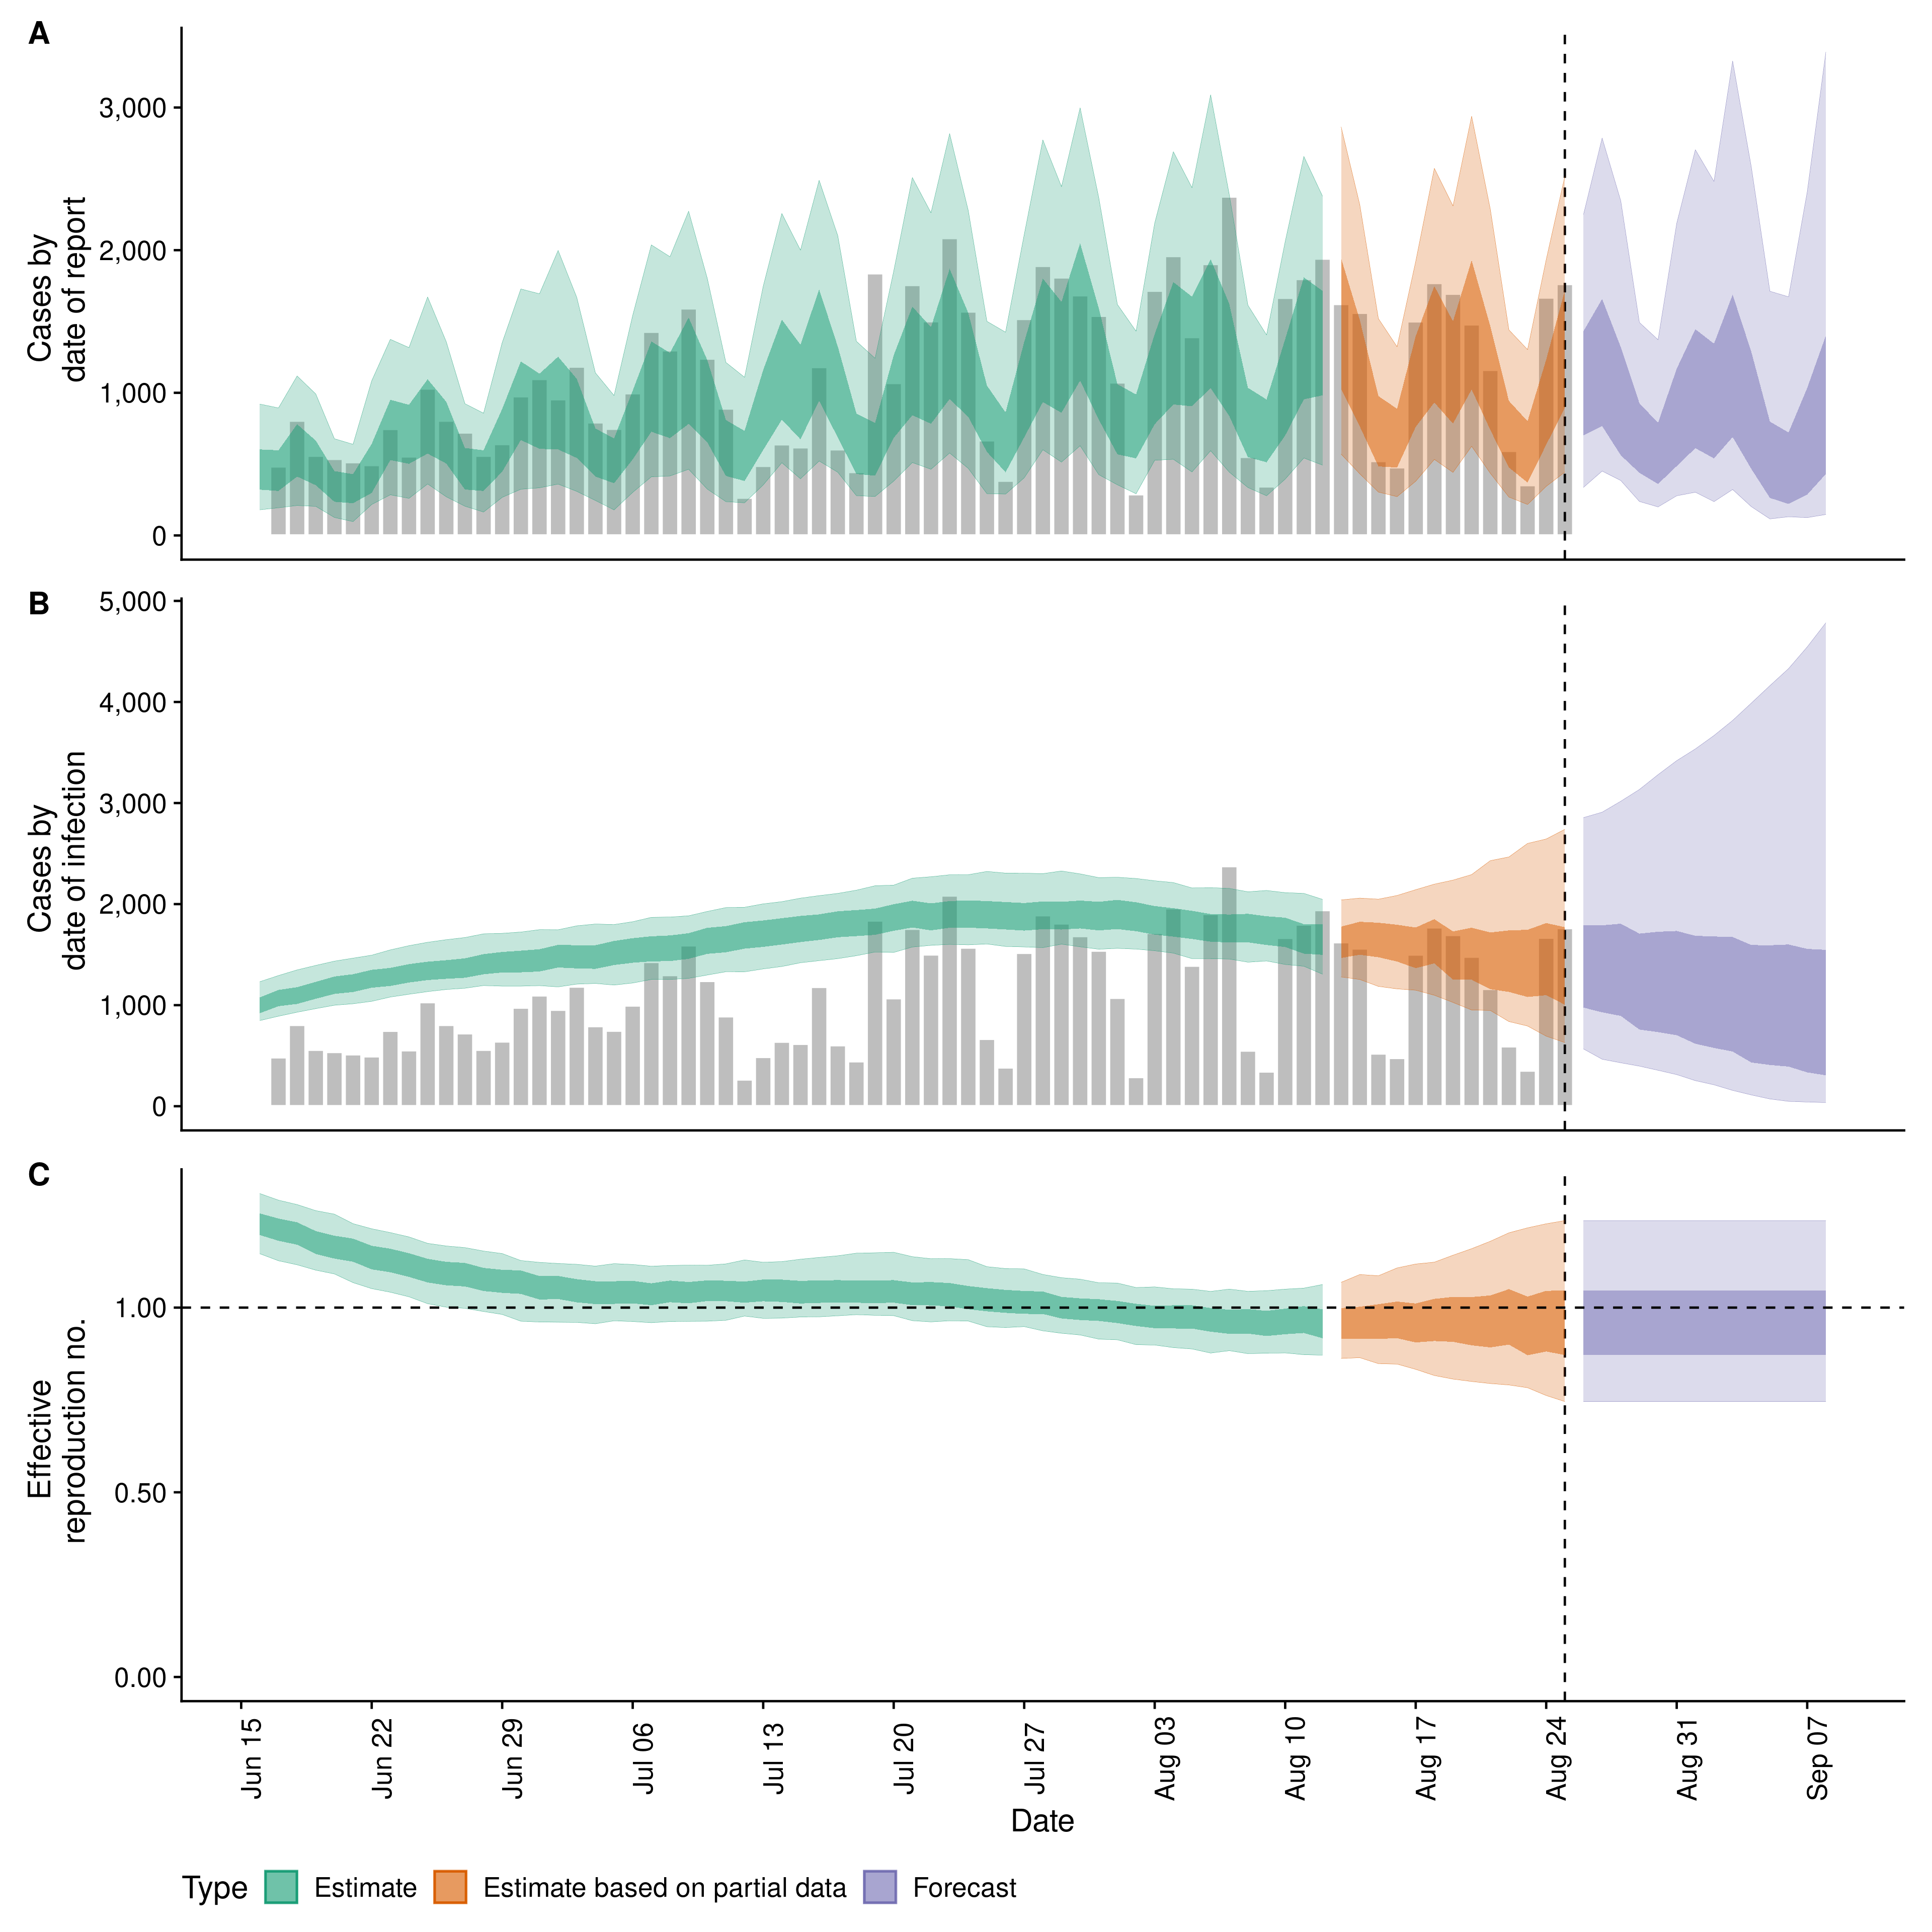 A
Cases by
date of report
3,000
2,000
1,000
0
B
Cases by
date of infection
5,000
4,000
3,000
2,000
1,000
0
C
Effective
reproduction no.
1.00
0.50
0.00
Jun 15
Jun 22
Jun 29
Jul 06
Jul 13
Jul 20
Jul 27
Aug 03
Aug 10
Aug 17
Aug 24
Aug 31
Sep 07
Date
Type
Estimate
Estimate based on partial data
Forecast